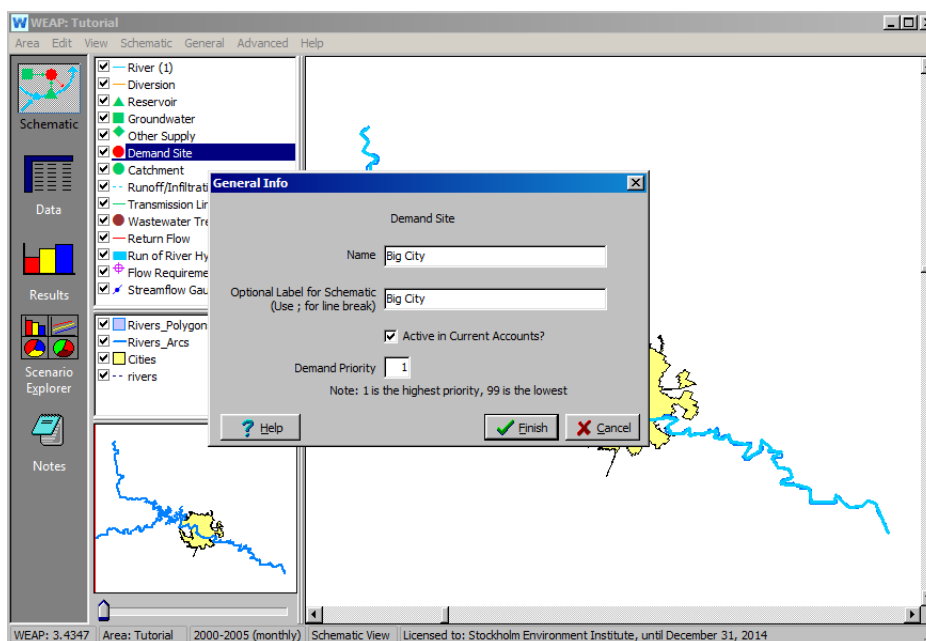 WEAP: Tutorial
Area Edit View Schematic General Advanced Help
Schematic
Data
Results
Scenario
Explorer
Notes
River (1)
Diversion
Reservoir
Groundwater
Other Supply
Demand Site
Catchment
Runoff/Infiltrati
Transmission Lin
Wastewater Tre
Return Flow
Run of River Hy
Flow Requireme
Streamflow Gau
Rivers_Polygon
Rivers_Arcs
Cities
rivers
General Info
Demand Site
Name Big City
Optional Label for Schematic
(Use ; for line break) Big City
Active in Current Accounts?
Demand Priority 1
Note: 1 is the highest priority, 99 is the lowest
? Help Finish Cancel
WEAP: 3.4347 Area: Tutorial 2000-2005 (monthly) Schematic View Licensed to: Stockholm Environment Institute, until December 31, 2014